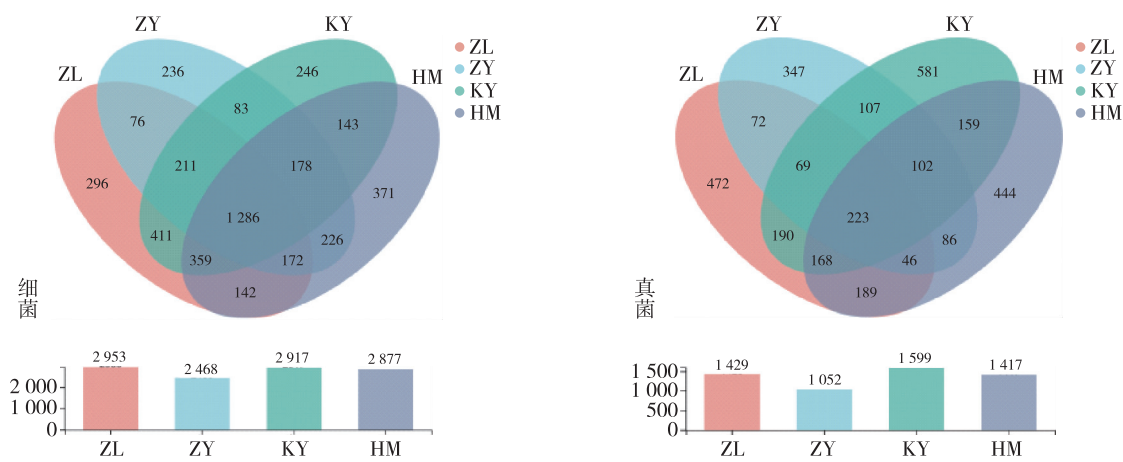 ZY KY
ZL HM
236 246
76 83 143
211 178
296 371
1 286
411 226
359 172
142
ZL
ZY
KY
HM
细菌
2 953 2 468 2 917 2 877
2 000
1 000
0
ZL ZY KY HM
ZY KY
ZL HM
347 581
72 107 159
69 102
472 444
223
190 86
168 46
189
ZL
ZY
KY
HM
真菌
1 429 1 052 1 599 1 417
1 500
1 000
500
0
ZL ZY KY HM